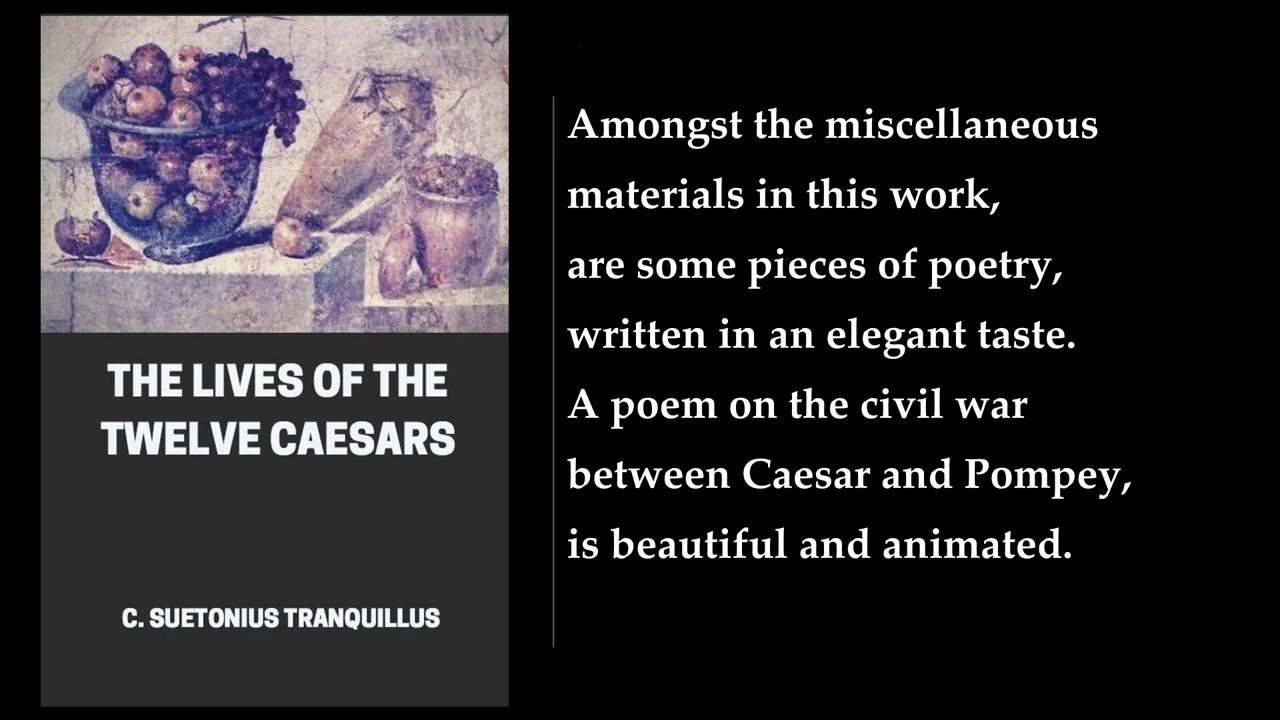 THE LIVES OF THE
TWELVE CAESARS
C. SUETONIUS TRANQUILLUS
Amongst the miscellaneous
materials in this work,
are some pieces of poetry,
written in an elegant taste.
A poem on the civil war
between Caesar and Pompey,
is beautiful and animated.